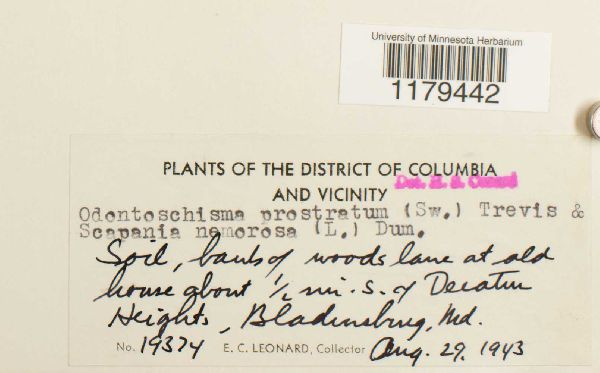 University of Minnesota Herbarium
1179442
PLANTS OF THE DISTRICT OF COLUMBIA
AND VICINITY
Det. H. S. Conard
Odontoschisma prostratum (Sw.) Trevis &
Scapania nemorosa (L.) Dum.
Soil, bank of woods lane at old
house about 1/2 mi. S. of Decatur
Heights, Bladensburg, Md.
No. 19374 E. C. LEONARD, Collector Aug. 29, 1943